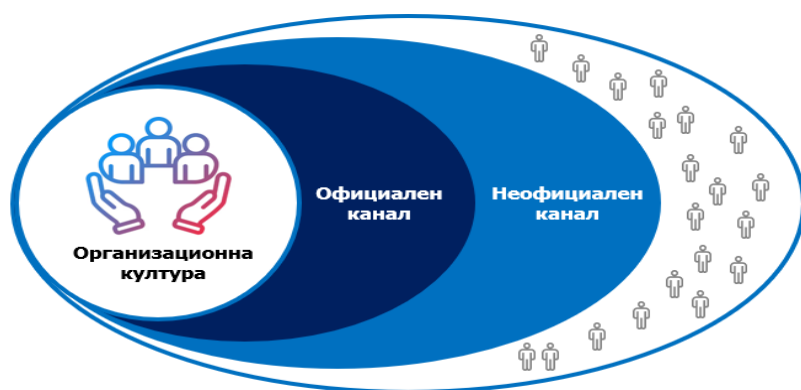 Организационна
култура
Официален
канал
Неофициален
канал